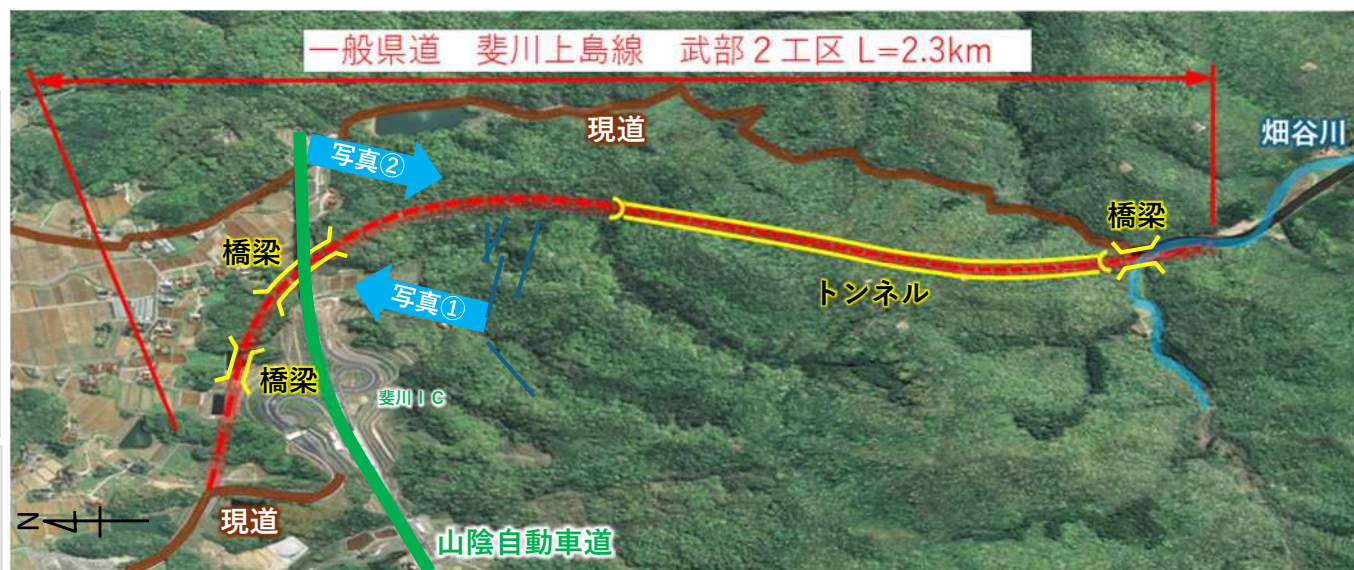 一般県道　斐川上島線　武部２工区 L=2.3km
現道
畑谷川
写真②
橋梁
橋梁
写真①
トンネル
橋梁
斐川ＩＣ
現道
N
山陰自動車道